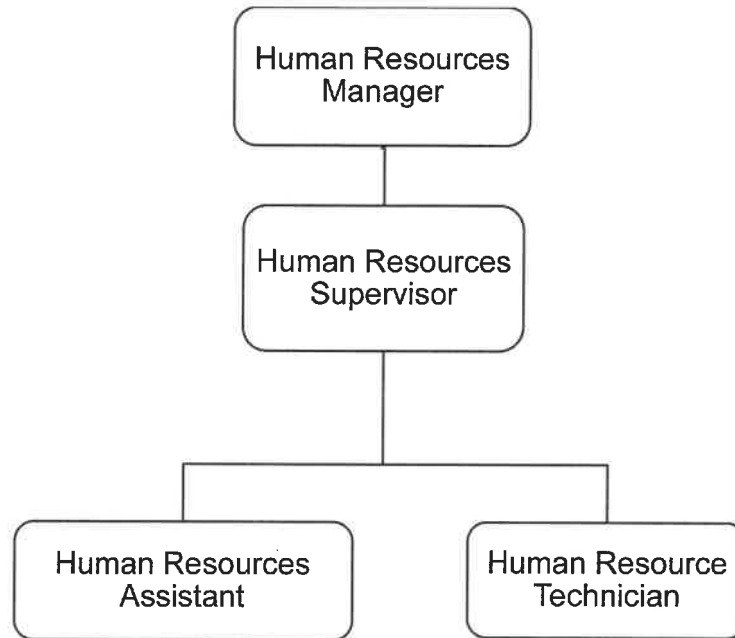 Human Resources
Manager
Human Resources
Supervisor
Human Resources
Assistant
Human Resource
Technician